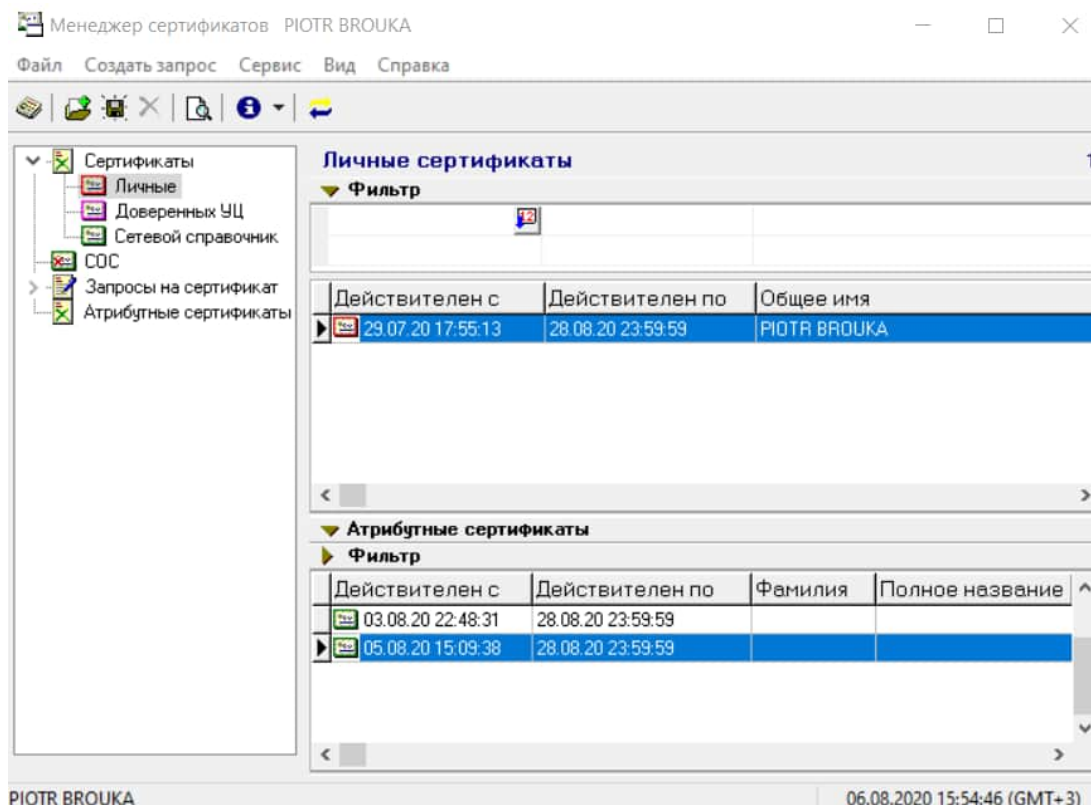 Менеджер сертификатов PIOTR BROUKA
Файл Создать запрос Сервис Вид Справка
Сертификаты
Личные
Доверенных УЦ
Сетевой справочник
СОС
Запросы на сертификат
Атрибутные сертификаты
Личные сертификаты
Фильтр
12
Действителен с Действителен по Общее имя
29.07.20 17:55:13 28.08.20 23:59:59 PIOTR BROUKA
Атрибутные сертификаты
Фильтр
Действителен с Действителен по Фамилия Полное название
03.08.20 22:48:31 28.08.20 23:59:59
05.08.20 15:09:38 28.08.20 23:59:59
PIOTR BROUKA 06.08.2020 15:54:46 (GMT+3)